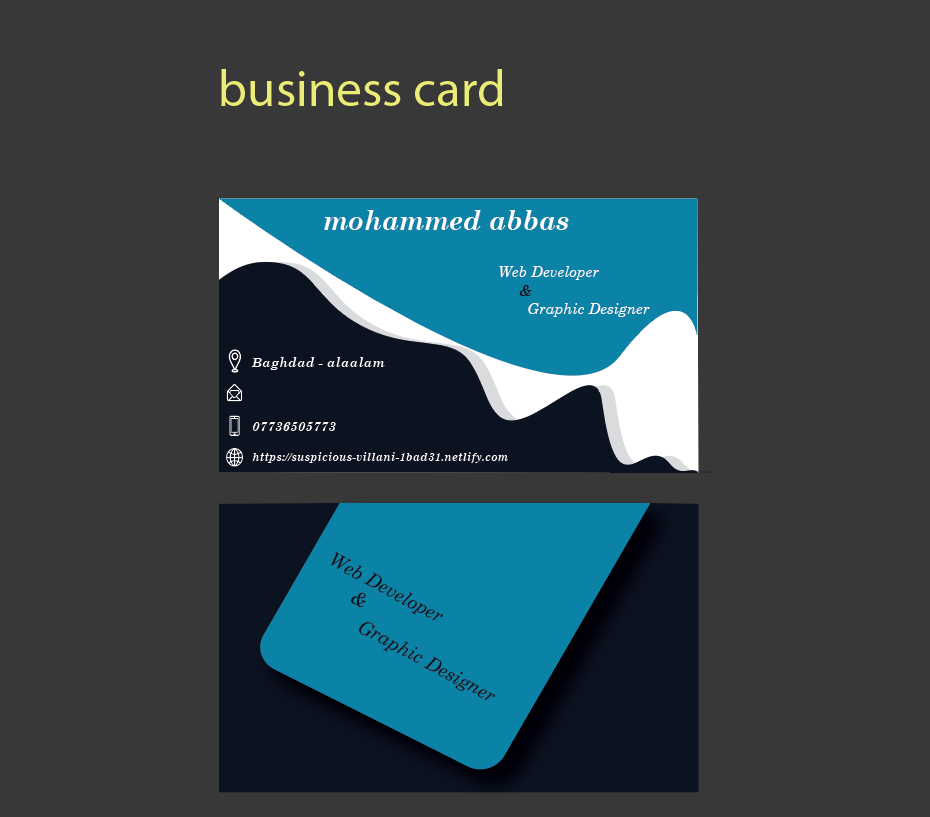 business card
mohammed abbas
Web Developer
&
Graphic Designer
Baghdad - alaalam
07736505773
https://suspicious-villani-1bad31.netlify.com
Web Developer
&
Graphic Designer